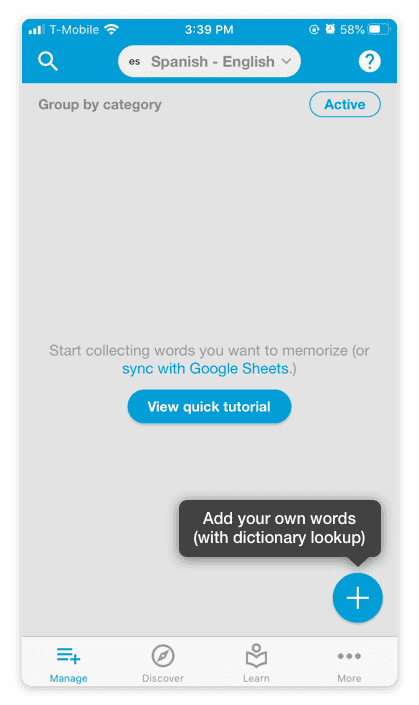 T-Mobile 3:39 PM 58%
es Spanish - English ?
Group by category Active
Start collecting words you want to memorize (or
sync with Google Sheets.)
View quick tutorial
Add your own words
(with dictionary lookup)
Manage Discover Learn More